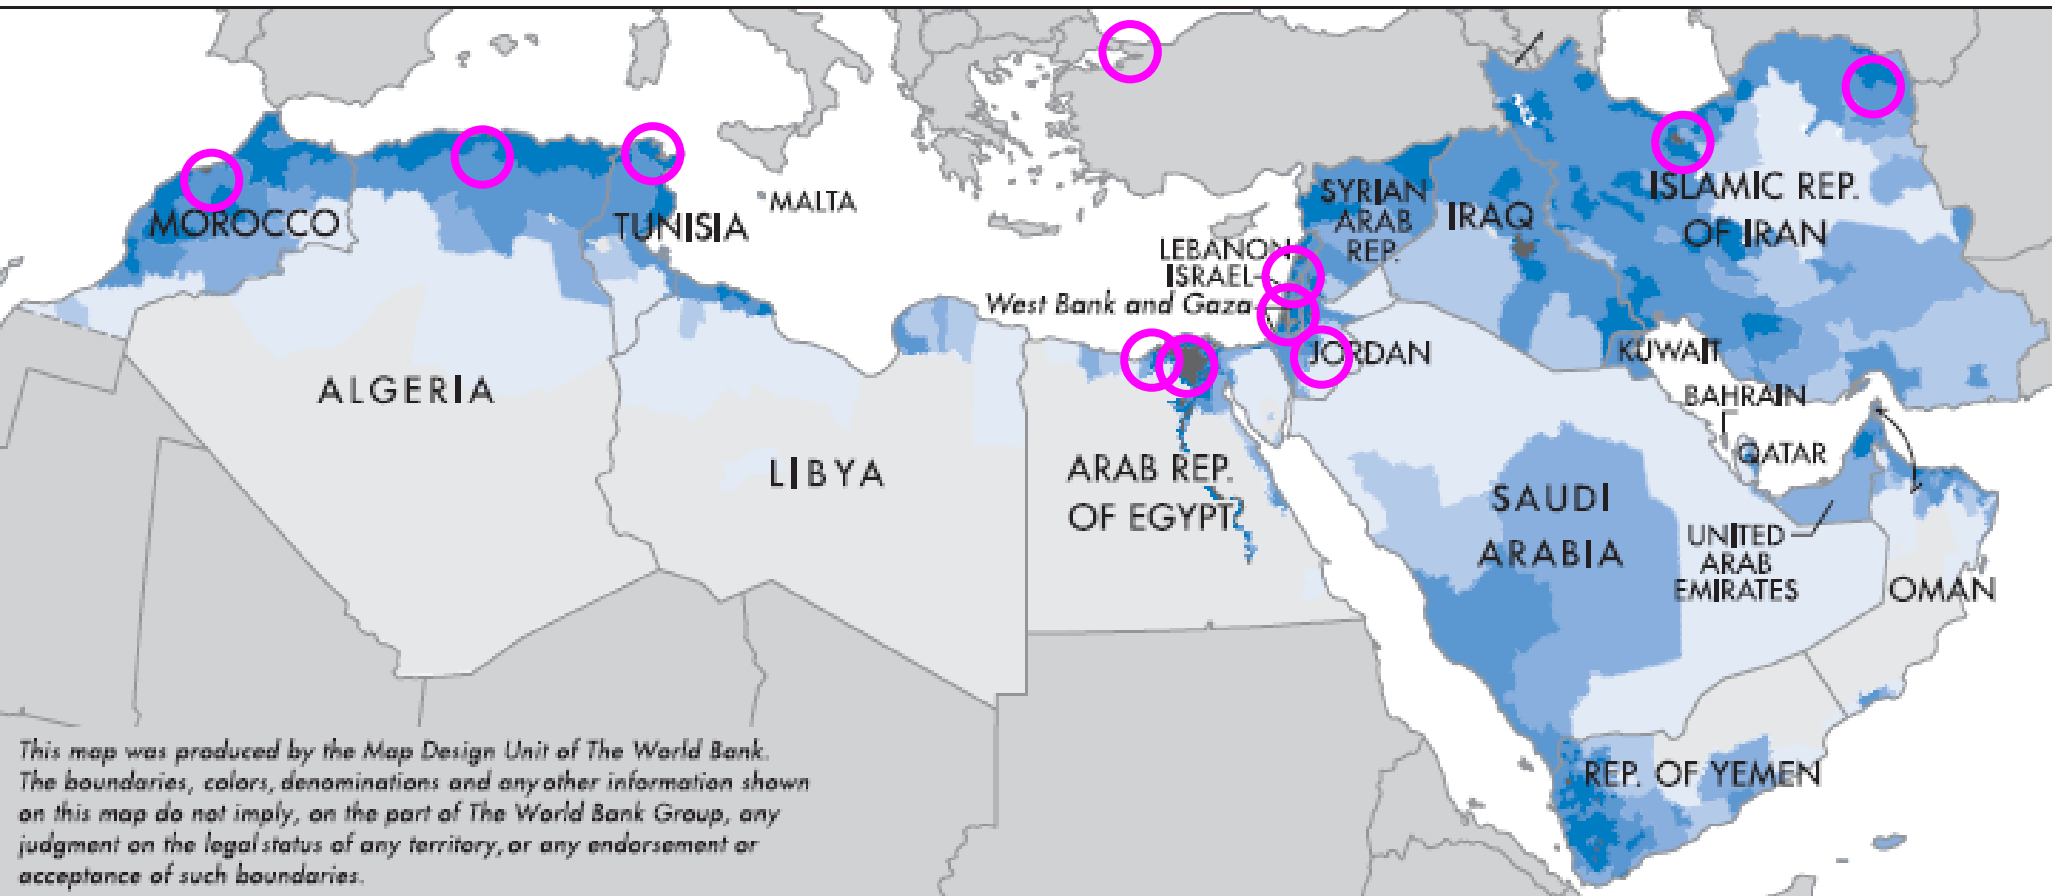 MOROCCO
TUNISIA
MALTA
ALGERIA
LIBYA
LEBANON
ISRAEL
West Bank and Gaza
SYRIAN
ARAB
REP.
IRAQ
ISLAMIC REP.
OF IRAN
JORDAN
KUWAIT
BAHRAIN
QATAR
ARAB REP.
OF EGYPT
SAUDI
ARABIA
UNITED
ARAB
EMIRATES
OMAN
REP. OF YEMEN
This map was produced by the Map Design Unit of The World Bank.
The boundaries, colors, denominations and any other information shown
on this map do not imply, on the part of The World Bank Group, any
judgment on the legal status of any territory, or any endorsement or
acceptance of such boundaries.